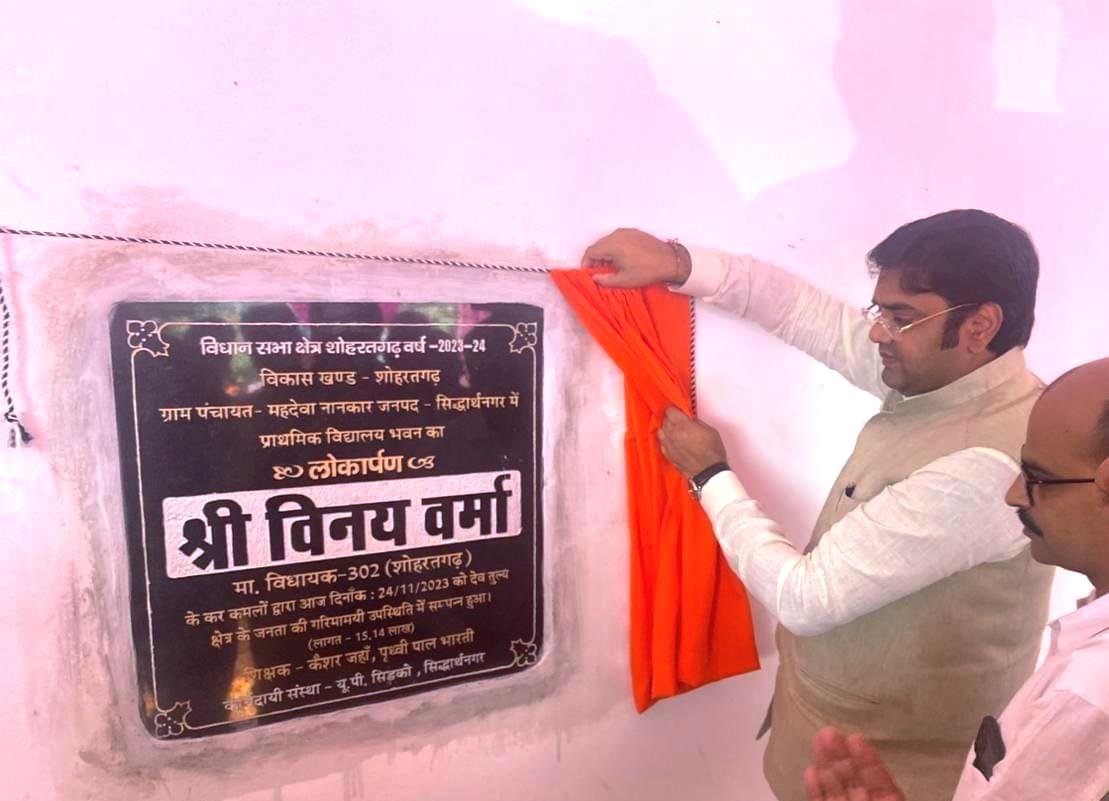 विधान सभा क्षेत्र शोहरतगढ़ वर्ष -2023-24
विकास खण्ड - शोहरतगढ़
ग्राम पंचायत- महदेवा नानकार जनपद - सिद्धार्थनगर में
प्राथमिक विद्यालय भवन का
लोकार्पण
श्री विनय वर्मा
मा. विधायक-302 (शोहरतगढ़)
के कर कमलों द्वारा आज दिनाँक : 24/11/2023 को देव तुल्य
क्षेत्र के जनता की गरिमामयी उपस्थिति में सम्पन्न हुआ।
(लागत - 15.14 लाख)
शिक्षक - कैशर जहाँ, पृथ्वी पाल भारती
कार्यदायी संस्था - यू.पी. सिडको, सिद्धार्थनगर